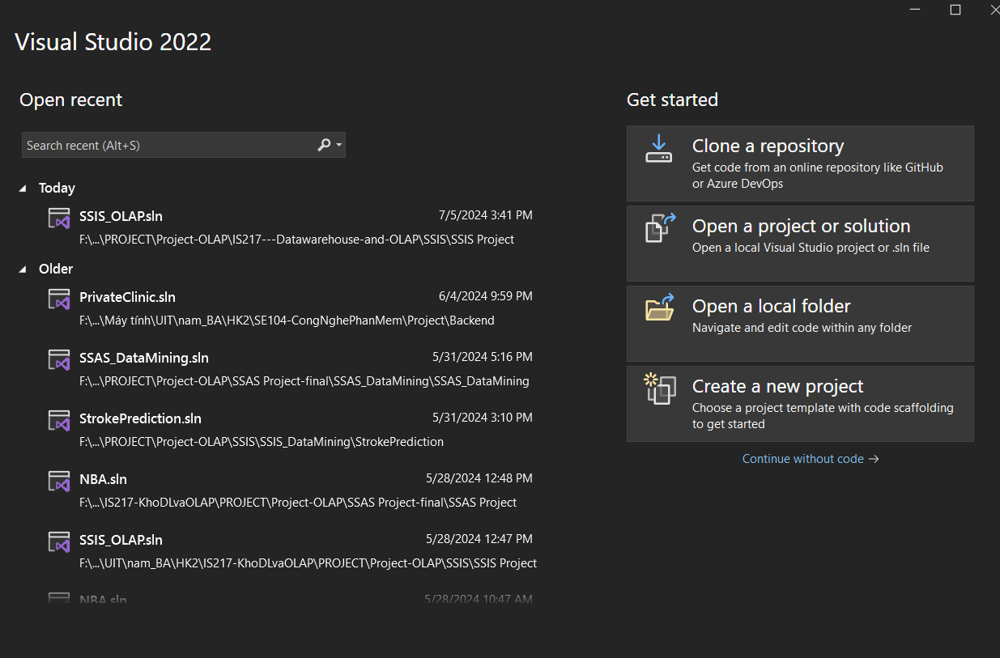 Visual Studio 2022
Open recent
Search recent (Alt+S)
Today
SSIS_OLAP.sln 7/5/2024 3:41 PM
F:\...\PROJECT\Project-OLAP\IS217---Datawarehouse-and-OLAP\SSIS\SSIS Project
Older
PrivateClinic.sln 6/4/2024 9:59 PM
F:\...\Máy tính\UIT\nam_BA\HK2\SE104-CongNghePhanMem\Project\Backend
SSAS_DataMining.sln 5/31/2024 5:16 PM
F:\...\PROJECT\Project-OLAP\SSAS Project-final\SSAS_DataMining\SSAS_DataMining
StrokePrediction.sln 5/31/2024 3:10 PM
F:\...\PROJECT\Project-OLAP\SSIS\SSIS_DataMining\StrokePrediction
NBA.sln 5/28/2024 12:48 PM
F:\...\IS217-KhoDLvaOLAP\PROJECT\Project-OLAP\SSAS Project-final\SSAS Project
SSIS_OLAP.sln 5/28/2024 12:47 PM
F:\...\UIT\nam_BA\HK2\IS217-KhoDLvaOLAP\PROJECT\Project-OLAP\SSIS\SSIS Project
NBA.sln 5/28/2024 10:47 AM
Get started
Clone a repository
Get code from an online repository like GitHub
or Azure DevOps
Open a project or solution
Open a local Visual Studio project or .sln file
Open a local folder
Navigate and edit code within any folder
Create a new project
Choose a project template with code scaffolding
to get started
Continue without code →